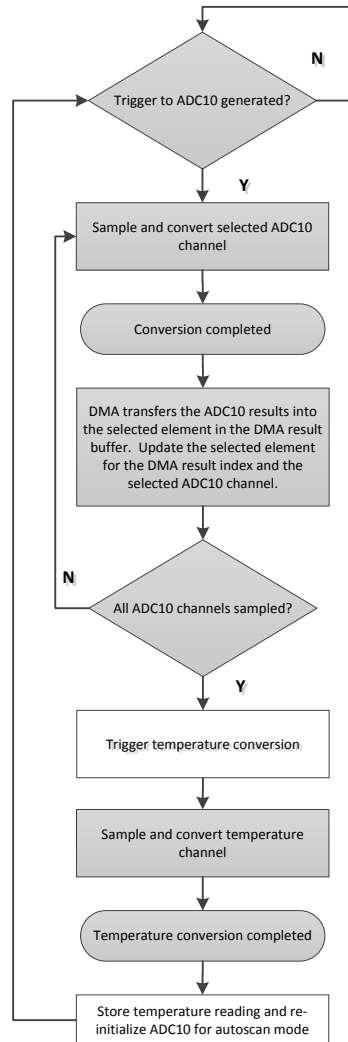 N
Trigger to ADC10 generated?
Y
Sample and convert selected ADC10
channel
Conversion completed
DMA transfers the ADC10 results into
the selected element in the DMA result
buffer. Update the selected element
for the DMA result index and the
selected ADC10 channel.
N
All ADC10 channels sampled?
Y
Trigger temperature conversion
Sample and convert temperature
channel
Temperature conversion completed
Store temperature reading and re-
initialize ADC10 for autoscan mode